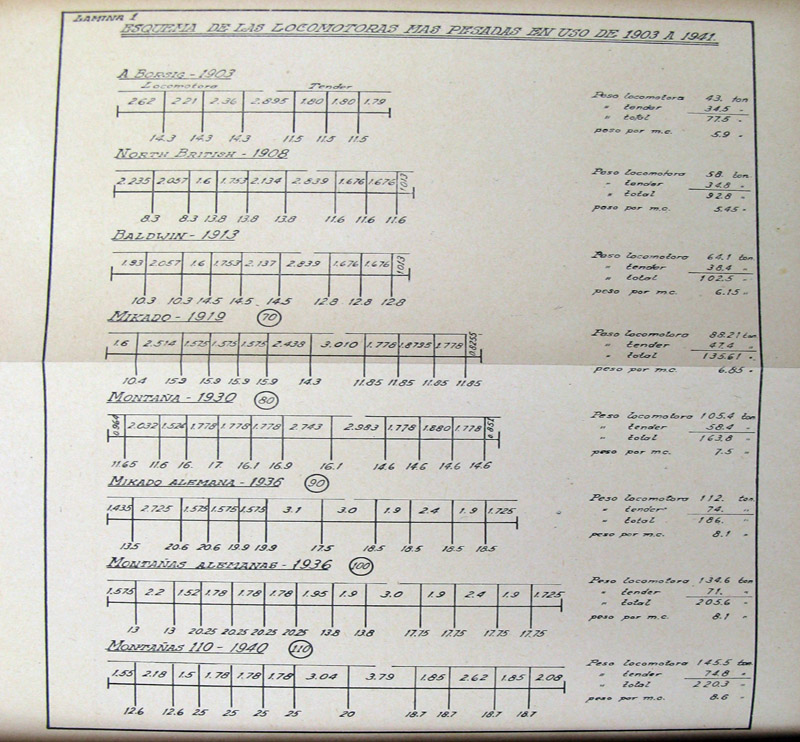 LAMINA 1
ESQUEMA DE LAS LOCOMOTORAS MAS PESADAS EN USO DE 1903 A 1941.
A BORSIG - 1903
Locomotora Tender
2.62 2.21 2.36 2.895 1.80 1.80 1.79
14.3 14.3 14.3 11.5 11.5 11.5
Peso locomotora 43. ton
" tender 34.5 "
" total 77.5 "
peso por m.c. 5.9 "
NORTH BRITISH - 1908
2.235 2.057 1.6 1.753 2.134 2.839 1.676 1.676 1.013
8.3 8.3 13.8 13.8 13.8 11.6 11.6 11.6
Peso locomotora 58. ton
" tender 34.8 "
" total 92.8 "
peso por m.c. 5.45 "
BALDWIN - 1913
1.93 2.057 1.6 1.753 2.137 2.839 1.676 1.676 1.013
10.3 10.3 14.5 14.5 14.5 12.8 12.8 12.8
Peso locomotora 64.1 ton.
" tender 38.4 "
" total 102.5 "
peso por m.c. 6.15 "
MIKADO - 1919 70
1.6 2.514 1.575 1.575 1.575 2.438 3.010 1.778 1.8735 1.778 0.8255
10.4 15.9 15.9 15.9 15.9 14.3 11.85 11.85 11.85 11.85
Peso locomotora 88.21 ton
" tender 47.4 "
" total 135.61 "
peso por m.c. 6.85 "
MONTAÑA - 1930 80
0.964 2.032 1.524 1.778 1.778 1.778 2.743 2.983 1.778 1.880 1.778 0.851
11.65 11.6 16. 17. 16.1 16.9 16.1 14.6 14.6 14.6 14.6
Peso locomotora 105.4 ton
" tender 58.4 "
" total 163.8 "
peso por m.c. 7.5 "
MIKADO ALEMANA - 1936 90
1.435 2.725 1.575 1.575 1.575 3.1 3.0 1.9 2.4 1.9 1.725
13.5 20.6 20.6 19.9 19.9 17.5 18.5 18.5 18.5 18.5
Peso locomotora 112. ton.
" tender 74. "
" total 186. "
peso por m.c. 8.1 "
MONTAÑAS ALEMANAS - 1936 100
1.575 2.2 1.52 1.78 1.78 1.78 1.95 1.9 3.0 1.9 2.4 1.9 1.725
13 13 20.25 20.25 20.25 20.25 13.8 13.8 17.75 17.75 17.75 17.75
Peso locomotora 134.6 ton
" tender 71. "
" total 205.6 "
peso por m.c. 8.1 "
MONTAÑAS 110 - 1940 110
1.55 2.18 1.5 1.78 1.78 1.78 3.04 3.79 1.85 2.62 1.85 2.08
12.6 12.6 25 25 25 25 20 18.7 18.7 18.7 18.7
Peso locomotora 145.5 ton
" tender 74.8 "
" total 220.3 "
peso por m.c. 8.6 "